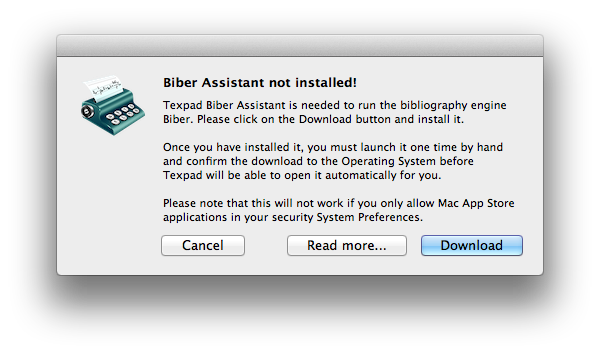 Biber Assistant not installed!
Texpad Biber Assistant is needed to run the bibliography engine
Biber. Please click on the Download button and install it.
Once you have installed it, you must launch it one time by hand
and confirm the download to the Operating System before
Texpad will be able to open it automatically for you.
Please note that this will not work if you only allow Mac App Store
applications in your security System Preferences.
Cancel
Read more...
Download